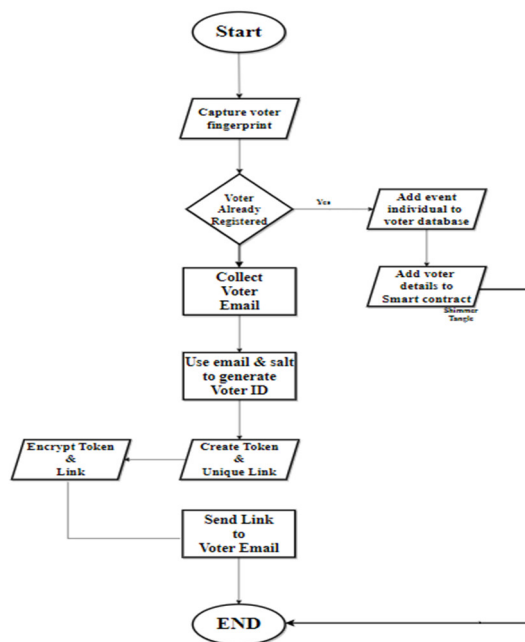 Start
Capture voter
fingerprint
Voter
Already
Registered
Yes
Add event
individual to
voter database
Collect
Voter
Email
Add voter
details to
Smart contract
Shimmer
Tangle
Use email & salt
to generate
Voter ID
Encrypt Token
&
Link
Create Token
&
Unique Link
Send Link
to
Voter Email
END